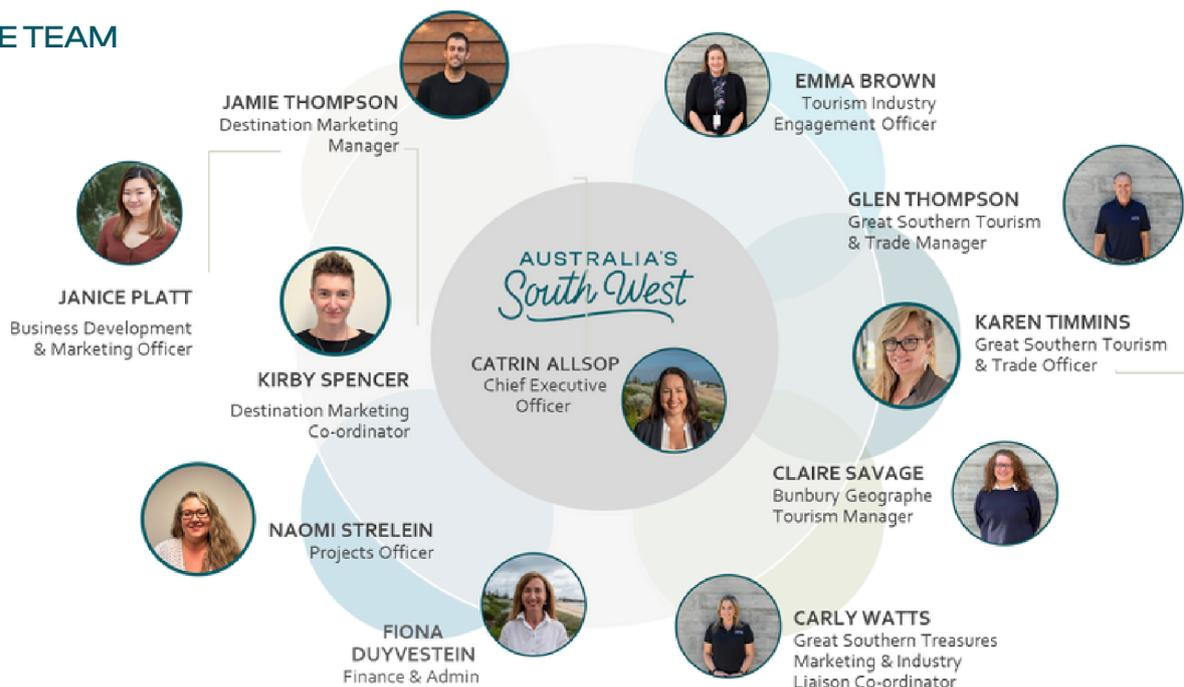 E TEAM
JAMIE THOMPSON
Destination Marketing
Manager
EMMA BROWN
Tourism Industry
Engagement Officer
GLEN THOMPSON
Great Southern Tourism
& Trade Manager
JANICE PLATT
Business Development
& Marketing Officer
KIRBY SPENCER
Destination Marketing
Co-ordinator
AUSTRALIA'S
South West
CATRIN ALLSOP
Chief Executive
Officer
KAREN TIMMINS
Great Southern Tourism
& Trade Officer
CLAIRE SAVAGE
Bunbury Geographe
Tourism Manager
NAOMI STRELEIN
Projects Officer
FIONA
DUYVESTEIN
Finance & Admin
CARLY WATTS
Great Southern Treasures
Marketing & Industry
Liaison Co-ordinator